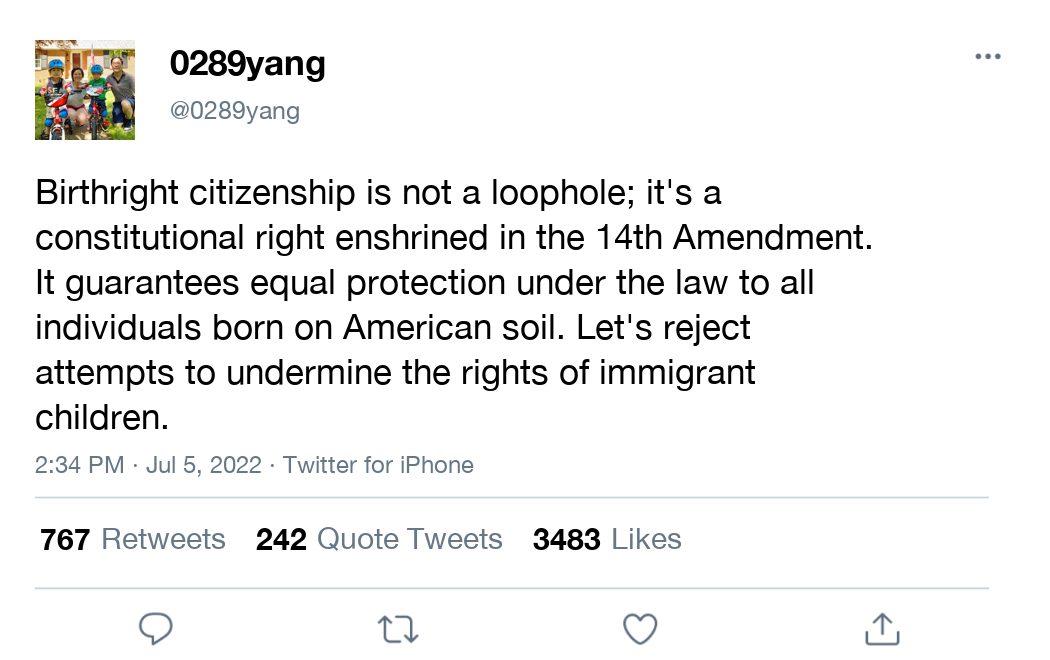 0289yang
@0289yang
Birthright citizenship is not a loophole; it's a
constitutional right enshrined in the 14th Amendment.
It guarantees equal protection under the law to all
individuals born on American soil. Let's reject
attempts to undermine the rights of immigrant
children.
2:34 PM · Jul 5, 2022 · Twitter for iPhone
767 Retweets 242 Quote Tweets 3483 Likes